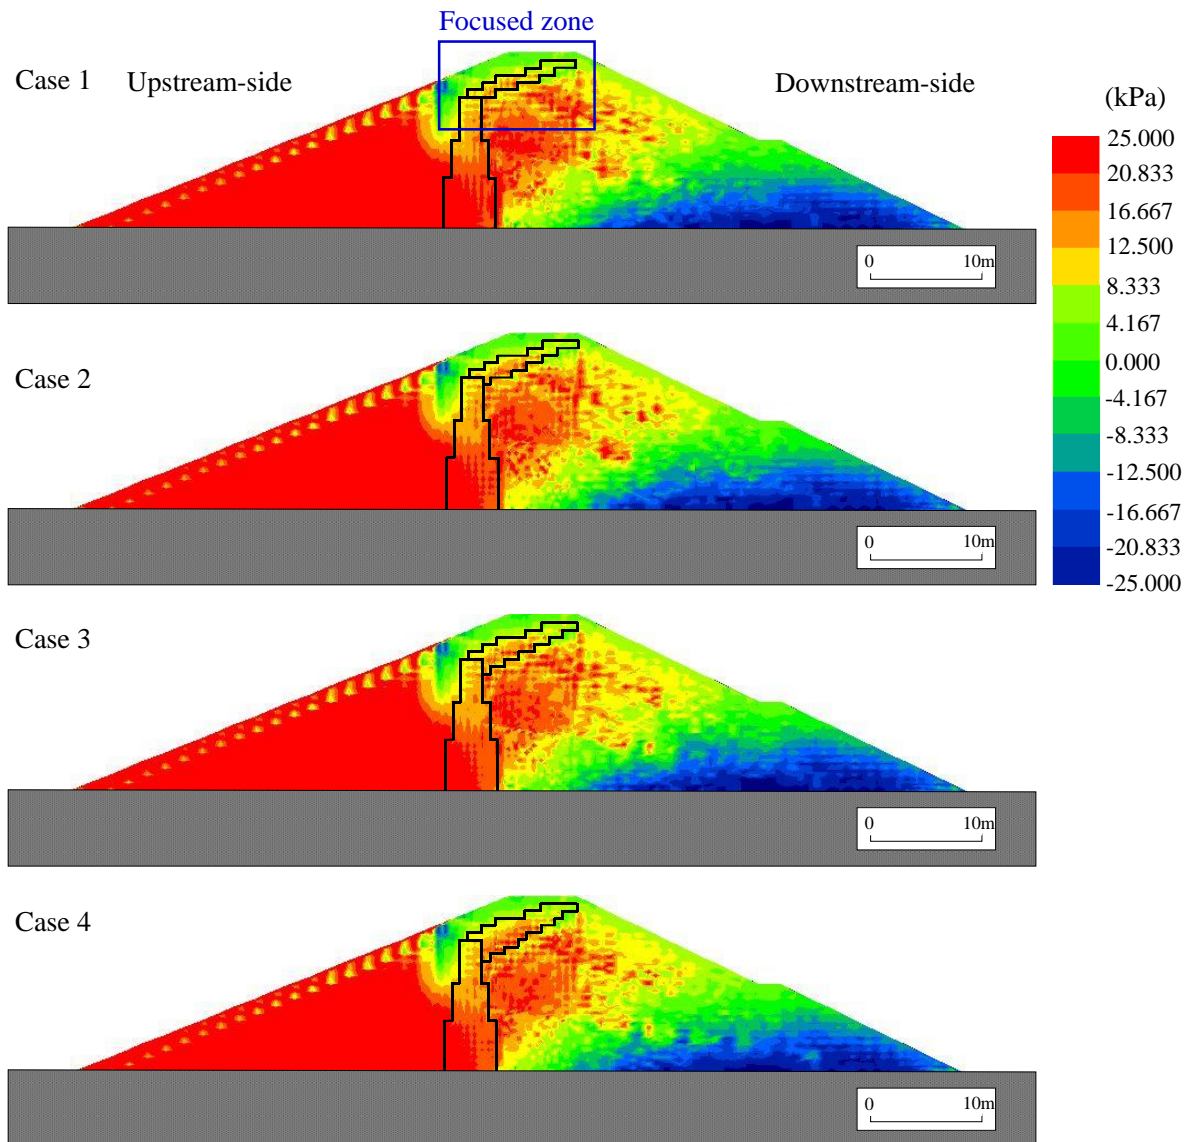 Focused zone
Case 1
Upstream-side
Downstream-side
(kPa)
25.000
20.833
16.667
12.500
8.333
4.167
0.000
-4.167
-8.333
-12.500
-16.667
-20.833
-25.000
0 10m
Case 2
0 10m
Case 3
0 10m
Case 4
0 10m